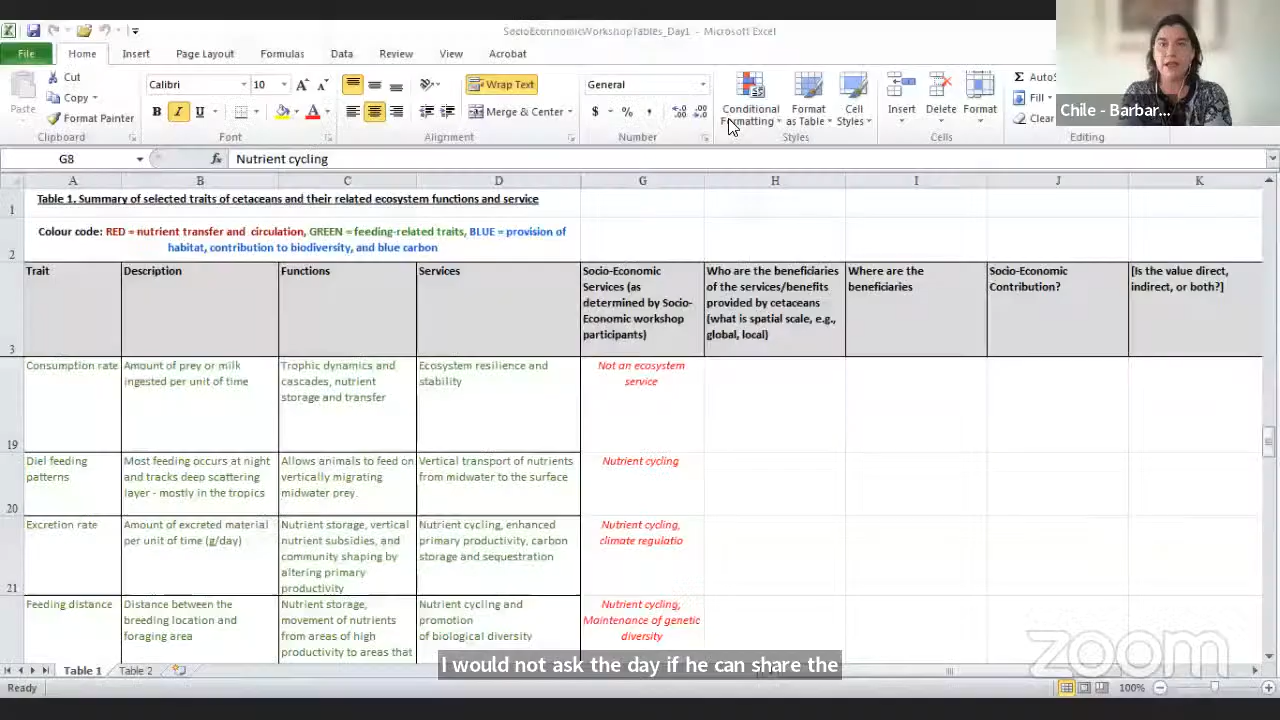 SocioEconnomicWorkshopTables_Day1 - Microsoft Excel
File Home Insert Page Layout Formulas Data Review View Acrobat
Paste
Cut
Copy
Format Painter
Clipboard
Calibri 10
B I U
Font
Wrap Text
Merge & Center
Alignment
General
$ % ,
Number
Conditional Formatting
Format as Table
Cell Styles
Styles
Insert Delete Format
Cells
Σ AutoS
Fill
Clear
Editing
Chile - Barbar...
G8 fx Nutrient cycling
A B C D G H I J K
1 Table 1. Summary of selected traits of cetaceans and their related ecosystem functions and service
Colour code: RED = nutrient transfer and circulation, GREEN = feeding-related traits, BLUE = provision of
2 habitat, contribution to biodiversity, and blue carbon
3
Trait
Description
Functions
Services
Socio-Economic
Services (as
determined by Socio-
Economic workshop
participants)
Who are the beneficiaries
of the services/benefits
provided by cetaceans
[what is spatial scale, e.g.,
global, local)
Where are the
beneficiaries
Socio-Economic
Contribution?
[Is the value direct,
indirect, or both?]
19
Consumption rate
Amount of prey or milk
ingested per unit of time
Trophic dynamics and
cascades, nutrient
storage and transfer
Ecosystem resilience and
stability
Not an ecosystem
service
20
Diel feeding
patterns
Most feeding occurs at night
and tracks deep scattering
layer - mostly in the tropics
Allows animals to feed on
vertically migrating
midwater prey.
Vertical transport of nutrients
from midwater to the surface
Nutrient cycling
21
Excretion rate
Amount of excreted material
per unit of time (g/day)
Nutrient storage, vertical
nutrient subsidies, and
community shaping by
altering primary
productivity
Nutrient cycling, enhanced
primary productivity, carbon
storage and sequestration
Nutrient cycling,
climate regulatio
Feeding distance
Distance between the
breeding location and
foraging area
Nutrient storage,
movement of nutrients
from areas of high
productivity to areas that
Nutrient cycling and
promotion
of biological diversity
Nutrient cycling,
Maintenance of genetic
diversity
I would not ask the day if he can share the
zoom
Table 1 Table 2
Ready 100%